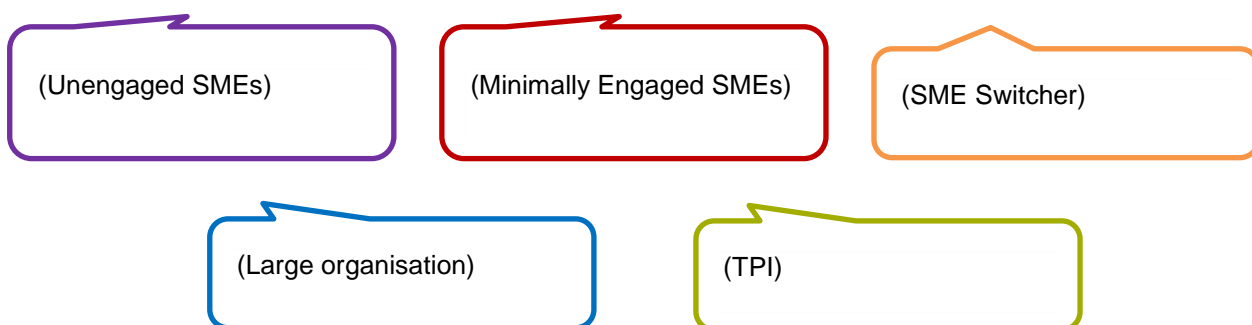 (Unengaged SMEs)
(Minimally Engaged SMEs)
(SME Switcher)
(Large organisation)
(TPI)